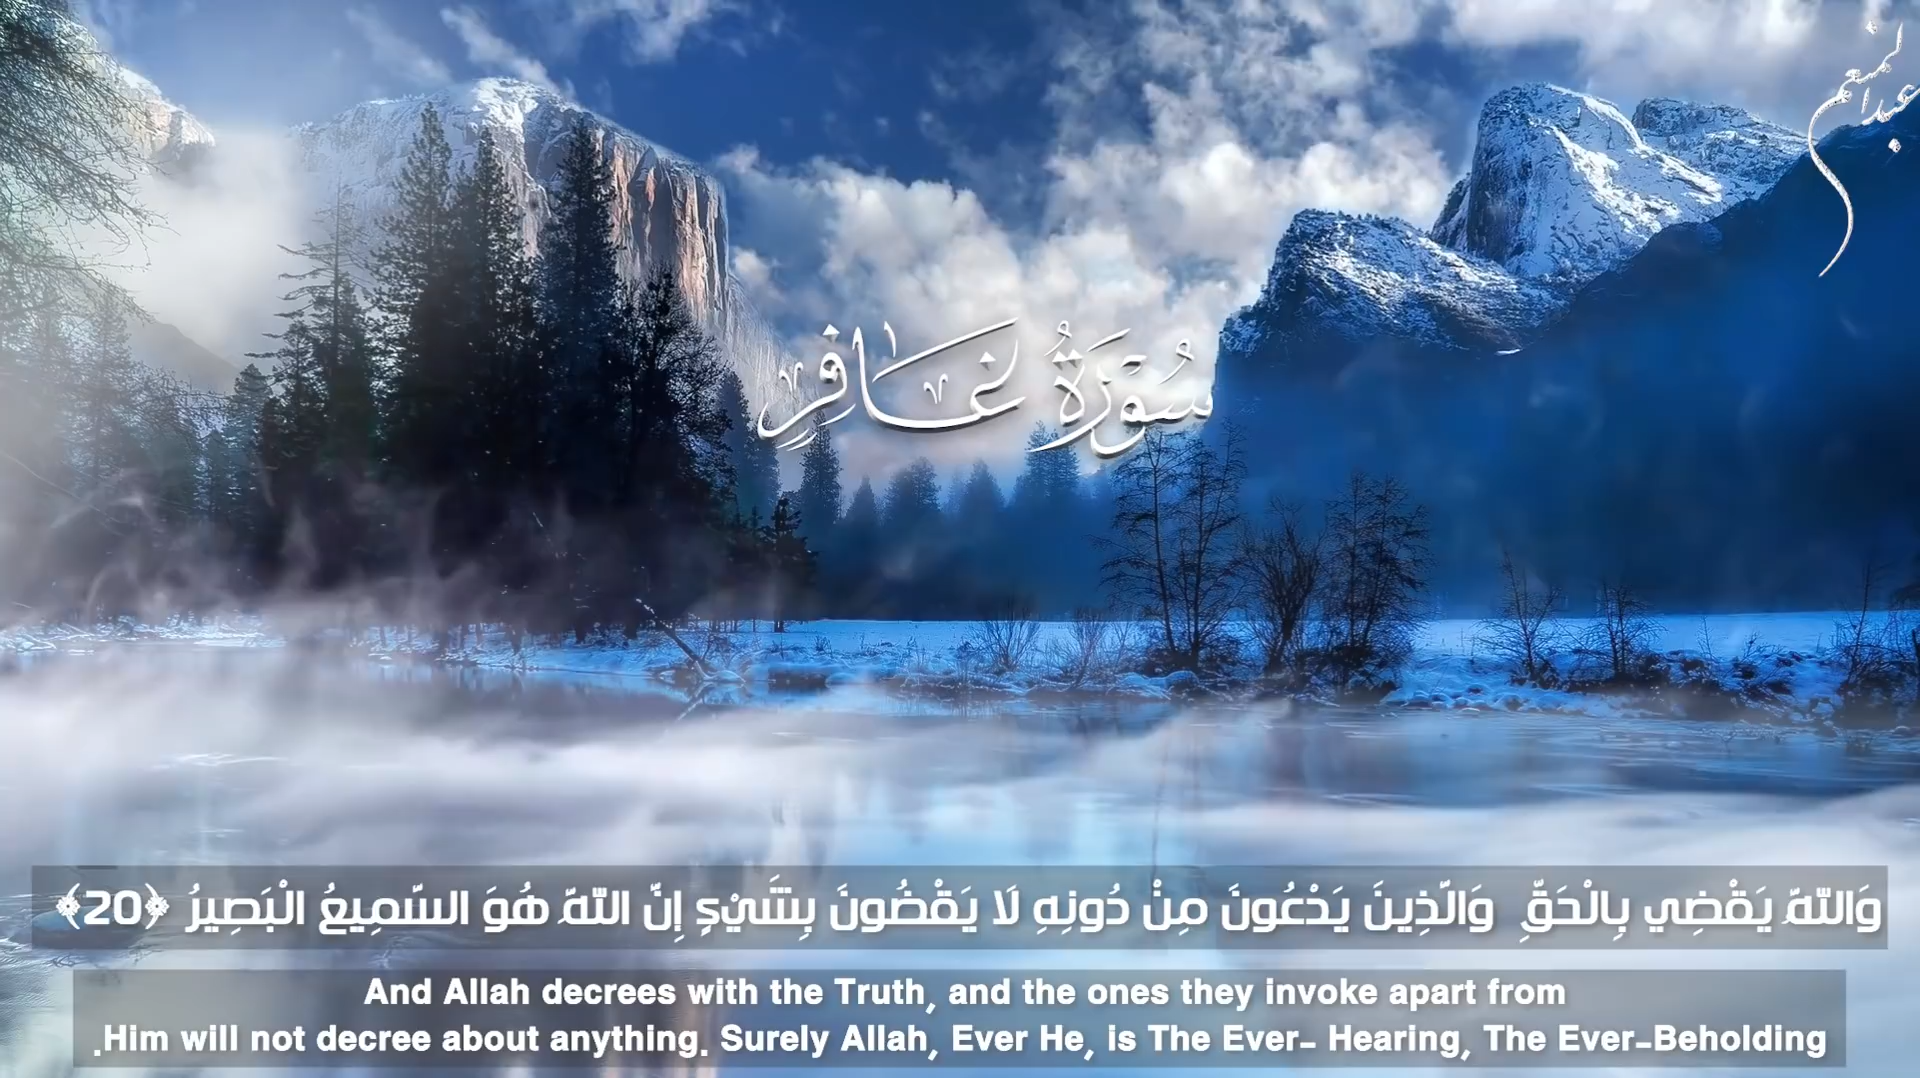 عبدالمنعم
سُوْرَةُ غَافِرِ
وَاللَّهُ يَقْضِي بِالْحَقِّ وَالَّذِينَ يَدْعُونَ مِنْ دُونِهِ لَا يَقْضُونَ بِشَيْءٍ إِنَّ اللَّهَ هُوَ السَّمِيعُ الْبَصِيرُ ﴿20﴾
And Allah decrees with the Truth, and the ones they invoke apart from
.Him will not decree about anything. Surely Allah, Ever He, is The Ever- Hearing, The Ever-Beholding